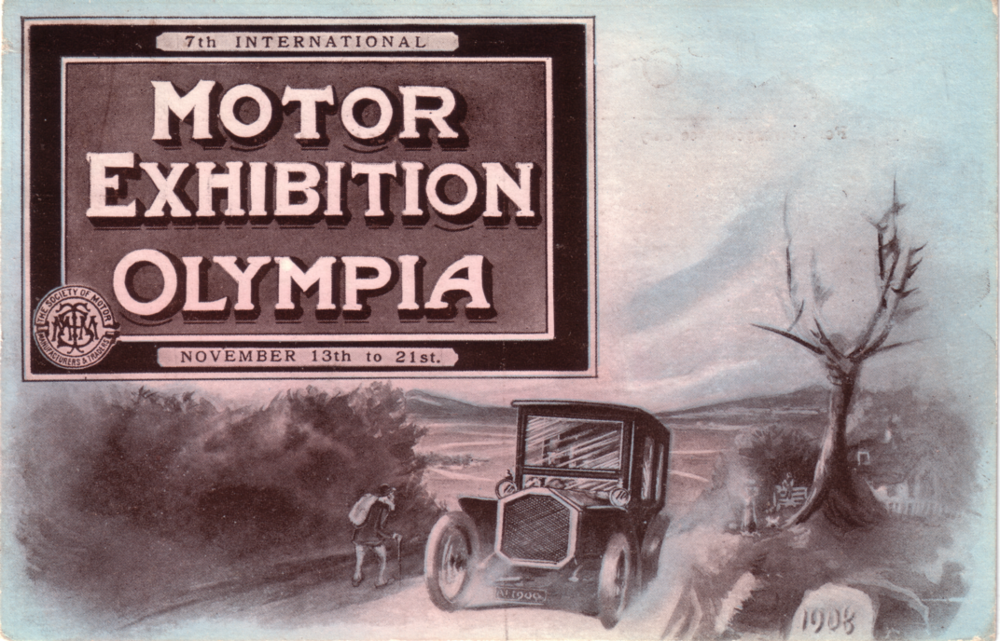 7th INTERNATIONAL
MOTOR
EXHIBITION
OLYMPIA
NOVEMBER 13th to 21st.
THE SOCIETY OF MOTOR
MANUFACTURERS & TRADERS
1908